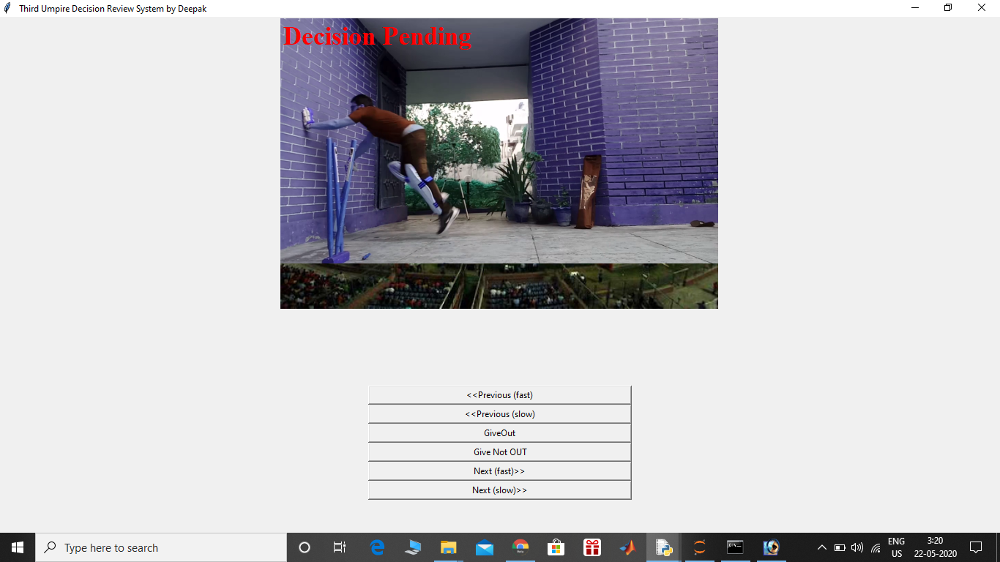 Third Umpire Decision Review System by Deepak
Decision Pending
<<Previous (fast)
<<Previous (slow)
GiveOut
Give Not OUT
Next (fast)>>
Next (slow)>>
Type here to search
ENG
US
3:20
22-05-2020